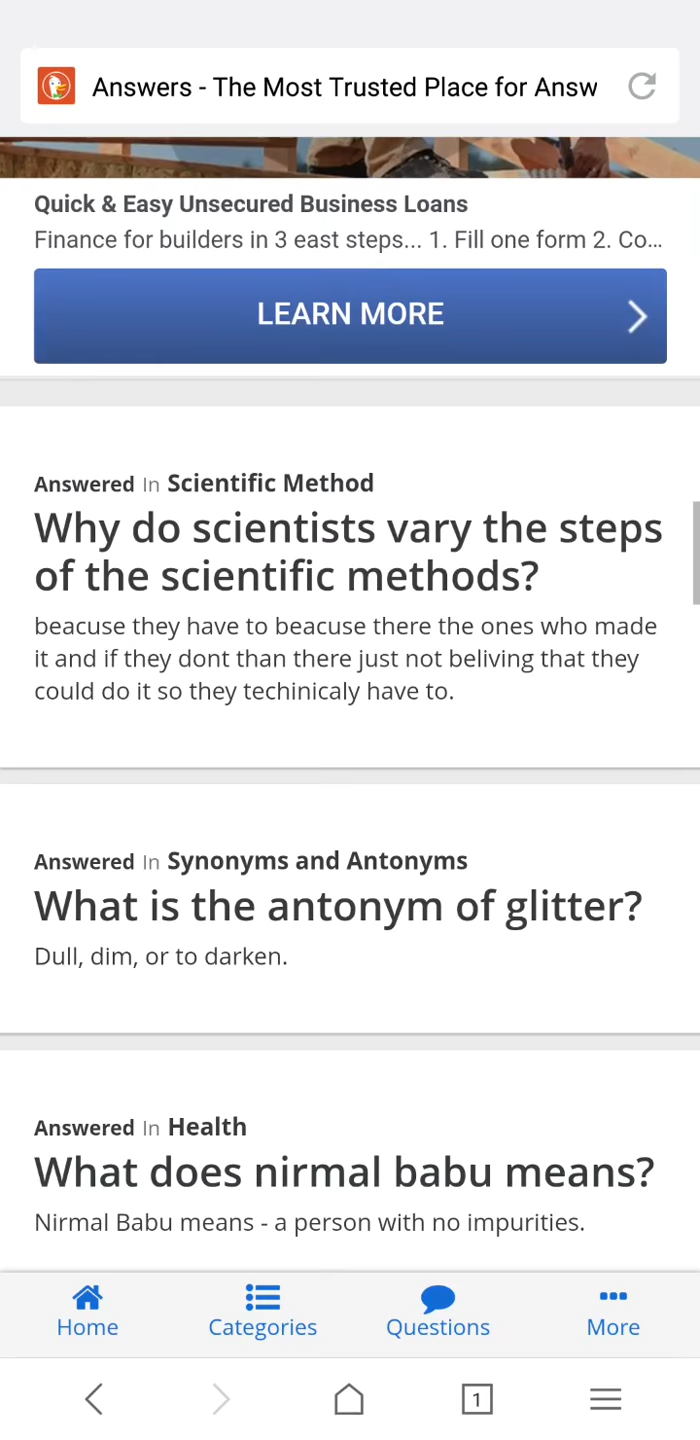 Answers - The Most Trusted Place for Answ
Quick & Easy Unsecured Business Loans
Finance for builders in 3 east steps... 1. Fill one form 2. Co...
LEARN MORE
Answered In Scientific Method
Why do scientists vary the steps
of the scientific methods?
beacuse they have to beacuse there the ones who made
it and if they dont than there just not beliving that they
could do it so they techinicaly have to.
Answered In Synonyms and Antonyms
What is the antonym of glitter?
Dull, dim, or to darken.
Answered In Health
What does nirmal babu means?
Nirmal Babu means - a person with no impurities.
Home Categories Questions More
1